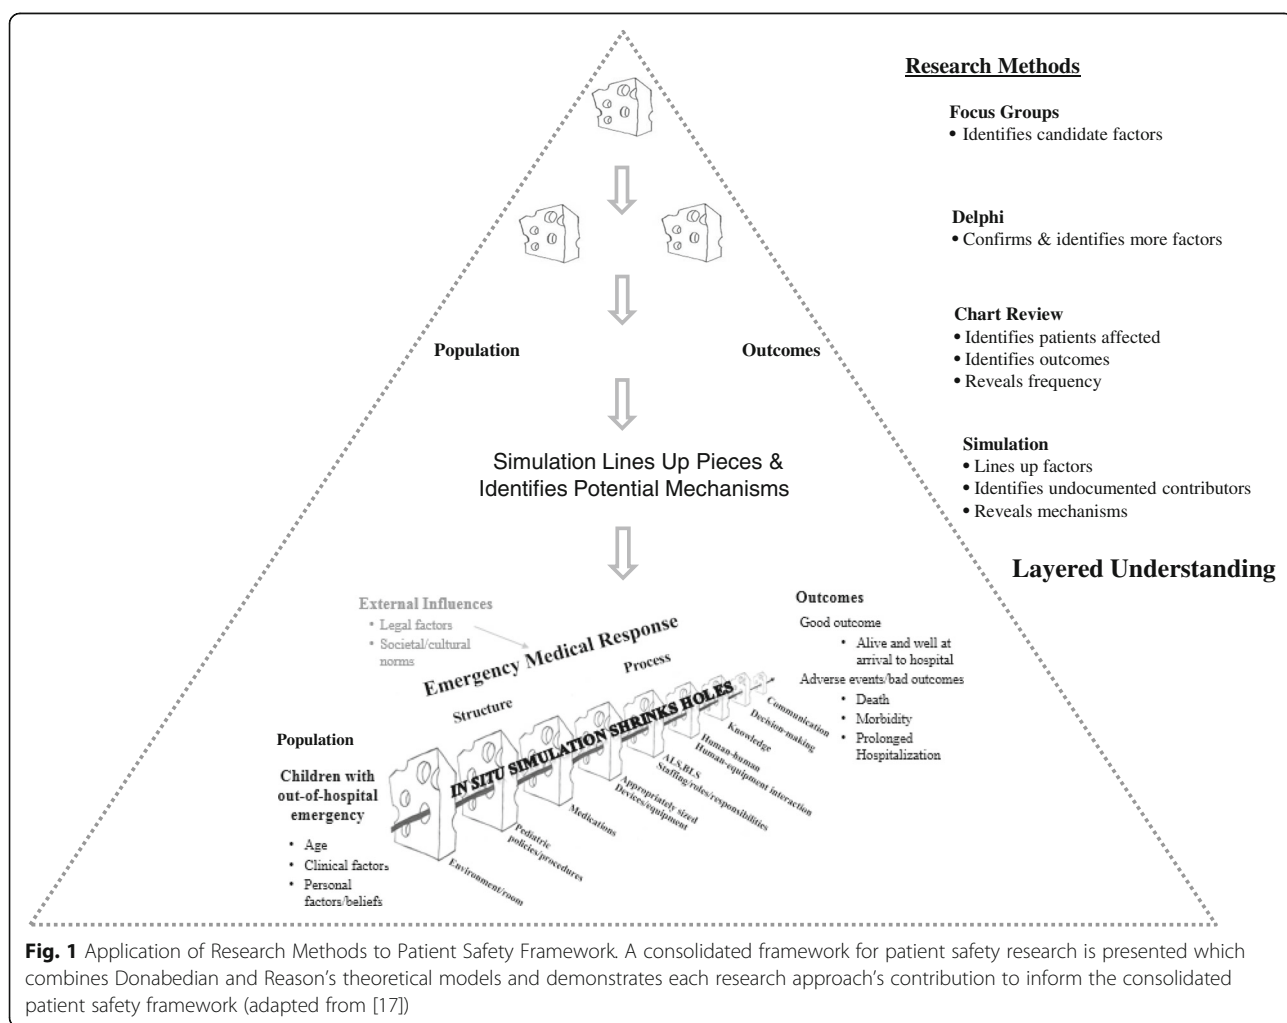 Research Methods
Focus Groups
• Identifies candidate factors
Delphi
• Confirms & identifies more factors
Chart Review
• Identifies patients affected
• Identifies outcomes
• Reveals frequency
Population
Outcomes
Simulation
• Lines up factors
• Identifies undocumented contributors
• Reveals mechanisms
Simulation Lines Up Pieces &
Identifies Potential Mechanisms
Layered Understanding
External Influences
• Legal factors
• Societal/cultural
norms
Emergency Medical Response
Structure
Process
IN SITU SIMULATION SHRINKS HOLES
Population
Children with
out-of-hospital
emergency
• Age
• Clinical factors
• Personal
factors/beliefs
Environment/room
Pediatric
policies/procedures
Medications
Appropriately sized
Devices/equipment
ALS,BLS
Staffing/roles/responsibilities
Human-human
Human-equipment interaction
Knowledge
Decision-making
Communication
Outcomes
Good outcome
• Alive and well at
arrival to hospital
Adverse events/bad outcomes
• Death
• Morbidity
• Prolonged
Hospitalization
Fig. 1 Application of Research Methods to Patient Safety Framework. A consolidated framework for patient safety research is presented which
combines Donabedian and Reason's theoretical models and demonstrates each research approach's contribution to inform the consolidated
patient safety framework (adapted from [17])